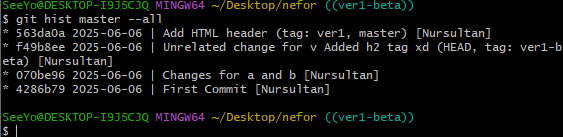 SeeYo@DESKTOP-I9JSCJQ MINGW64 ~/Desktop/nefor ((ver1-beta))
$ git hist master --all
* 563da0a 2025-06-06 | Add HTML header (tag: ver1, master) [Nursultan]
* f49b8ee 2025-06-06 | Unrelated change for v Added h2 tag xd (HEAD, tag: ver1-b
eta) [Nursultan]
* 070be96 2025-06-06 | Changes for a and b [Nursultan]
* 4286b79 2025-06-06 | First Commit [Nursultan]
SeeYo@DESKTOP-I9JSCJQ MINGW64 ~/Desktop/nefor ((ver1-beta))
$